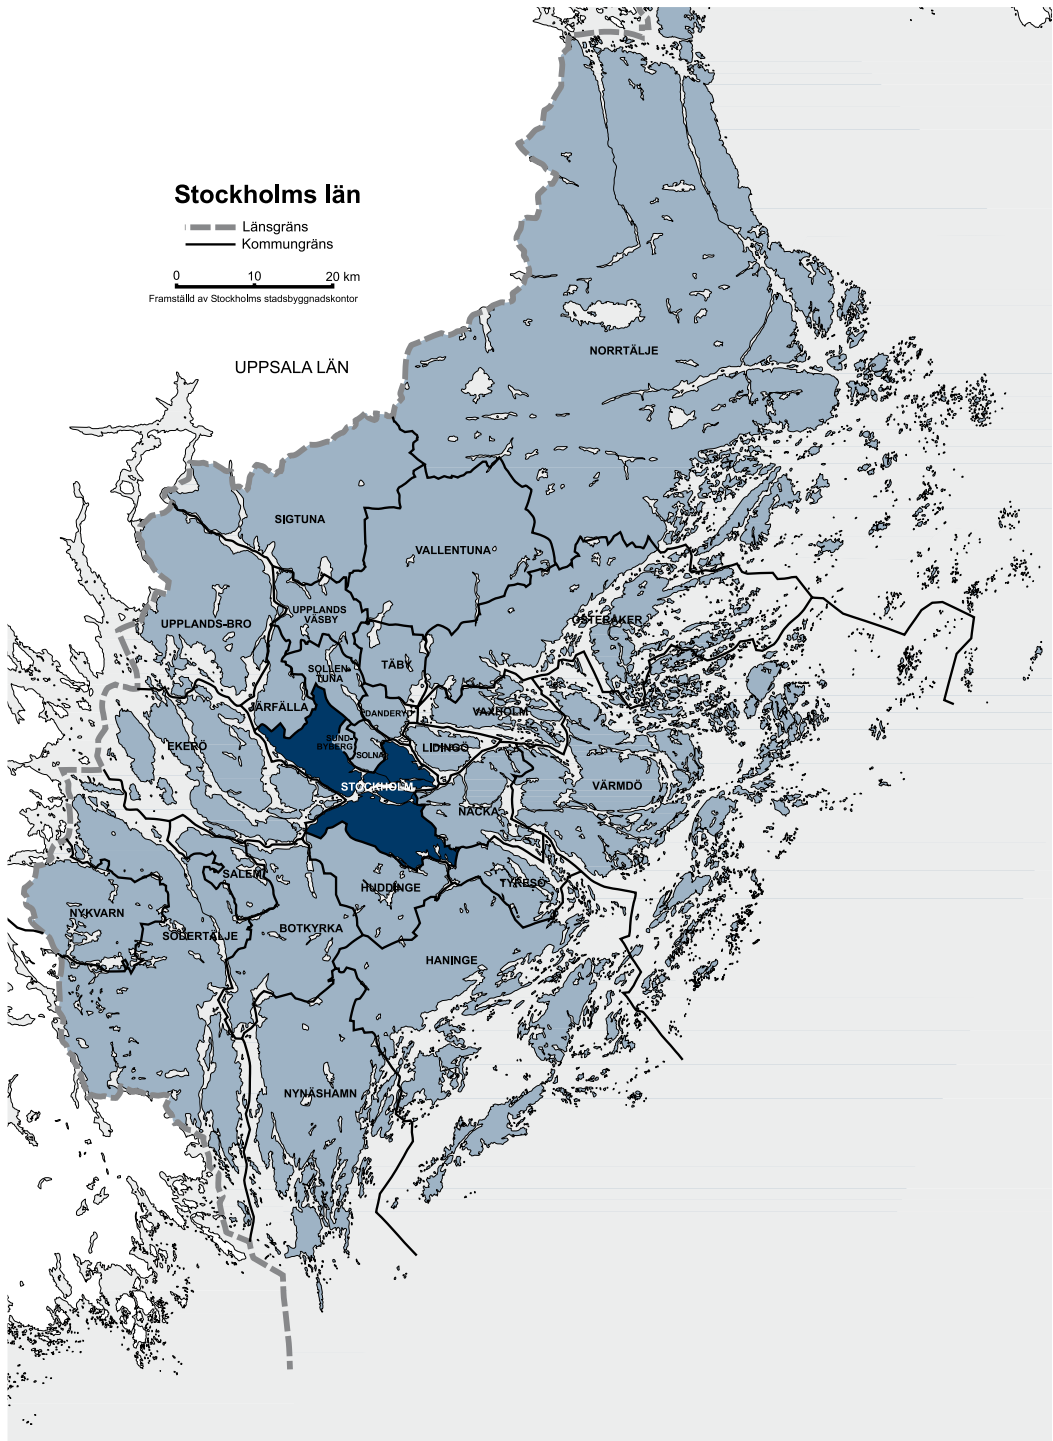 Stockholms län
Länsgräns
Kommungräns
0 10 20 km
Framställd av Stockholms stadsbyggnadskontor
UPPSALA LÄN
NORRTÄLJE
SIGTUNA
VALLENTUNA
UPPLANDS
VÄSBY
UPPLANDS-BRO
ÖSTERÅKER
SOLLEN-
TUNA
TÄBY
JÄRFÄLLA
DANDERYD
VAXHOLM
EKERÖ
SUND-
BYBERG
SOLNA
LIDINGÖ
STOCKHOLM
VÄRMDÖ
NACKA
SALEM
HUDDINGE
TYRESÖ
NYKVARN
SÖDERTÄLJE
BOTKYRKA
HANINGE
NYNÄSHAMN